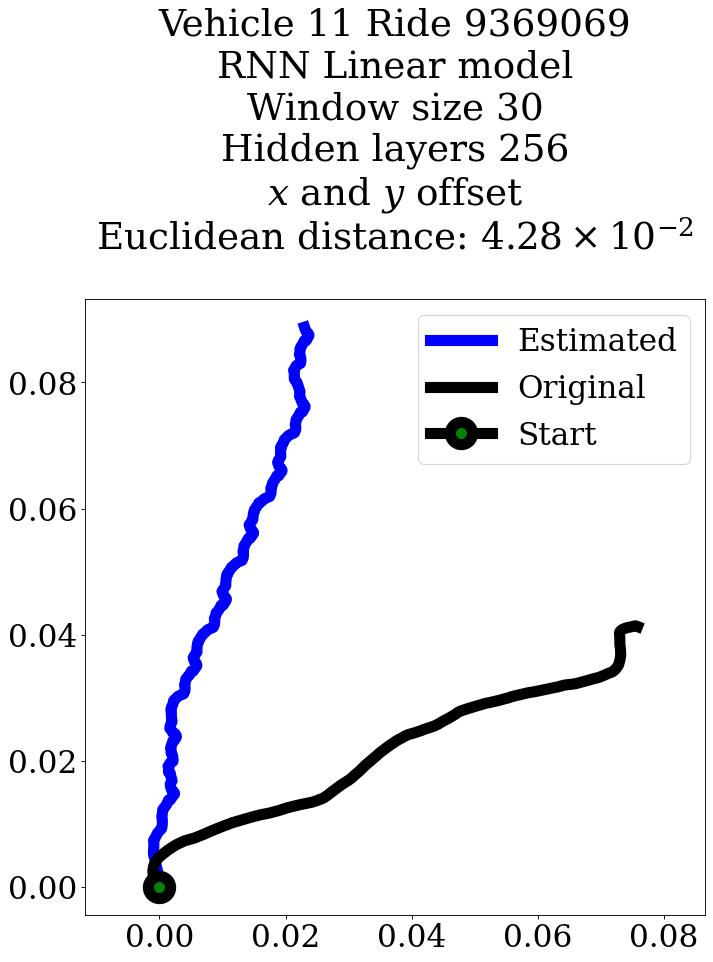 Vehicle 11 Ride 9369069
RNN Linear model
Window size 30
Hidden layers 256
x and y offset
Euclidean distance: 4.28 × 10⁻²
Estimated
Original
Start
0.08
0.06
0.04
0.02
0.00
0.00 0.02 0.04 0.06 0.08